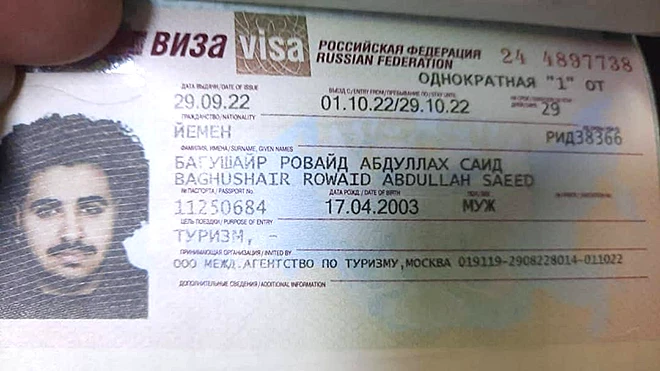 ВИЗА visa РОССИЙСКАЯ ФЕДЕРАЦИЯ
RUSSIAN FEDERATION
24 4897738
ОДНОКРАТНАЯ "1" ОТ
ДАТА ВЫДАЧИ/DATE OF ISSUE
29.09.22 01.10.22/29.10.22 29
ГРАЖДАНСТВО/NATIONALITY
ЙЕМЕН РИД38366
ФАМИЛИЯ, ИМЕНА/SURNAME, GIVEN NAMES
БАГУШАЙР РОВАЙД АБДУЛЛАХ САИД
BAGHUSHAIR ROWAID ABDULLAH SAEED
№ ПАСПОРТА/PASSPORT No. ДАТА РОЖД./DATE OF BIRTH ПОЛ/SEX
11250684 17.04.2003 МУЖ
ЦЕЛЬ ПОЕЗДКИ/PURPOSE OF ENTRY
ТУРИЗМ, -
ПРИНИМАЮЩАЯ ОРГАНИЗАЦИЯ/INVITED BY
ООО МЕЖД.АГЕНТСТВО ПО ТУРИЗМУ,МОСКВА 019119-2908228014-011022
ДОПОЛНИТЕЛЬНЫЕ СВЕДЕНИЯ/ADDITIONAL INFORMATION